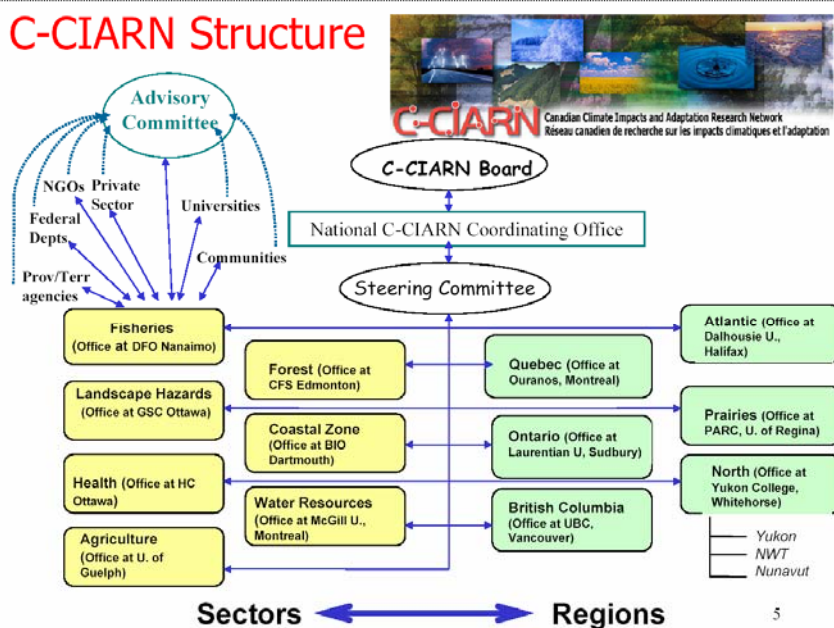 C-CIARN Structure
C-CIARN
Canadian Climate Impacts and Adaptation Research Network
Réseau canadien de recherche sur les impacts climatiques et l'adaptation
Advisory
Committee
NGOs
Private
Sector
Federal
Depts
Prov/Terr
agencies
Universities
Communities
C-CIARN Board
National C-CIARN Coordinating Office
Steering Committee
Fisheries
(Office at DFO Nanaimo)
Landscape Hazards
(Office at GSC Ottawa)
Health (Office at HC
Ottawa)
Agriculture
(Office at U. of
Guelph)
Forest (Office at
CFS Edmonton)
Coastal Zone
(Office at BIO
Dartmouth)
Water Resources
(Office at McGill U.,
Montreal)
Quebec (Office at
Ouranos, Montreal)
Ontario (Office at
Laurentian U, Sudbury)
British Columbia
(Office at UBC,
Vancouver)
Atlantic (Office at
Dalhousie U.,
Halifax)
Prairies (Office at
PARC, U. of Regina)
North (Office at
Yukon College,
Whitehorse)
Yukon
NWT
Nunavut
Sectors
Regions
5